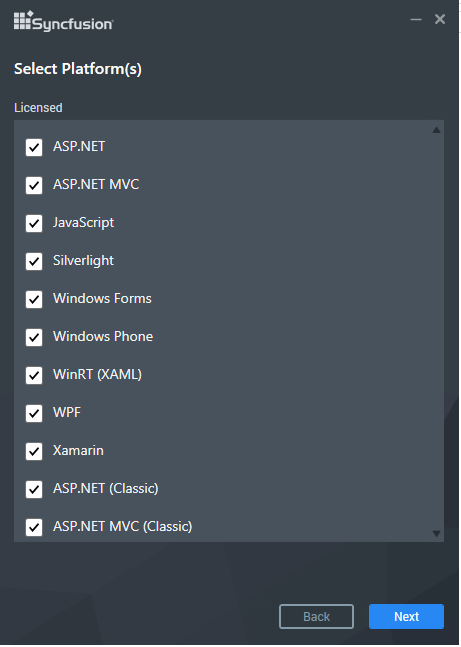 Syncfusion
Select Platform(s)
Licensed
ASP.NET
ASP.NET MVC
JavaScript
Silverlight
Windows Forms
Windows Phone
WinRT (XAML)
WPF
Xamarin
ASP.NET (Classic)
ASP.NET MVC (Classic)
Back
Next